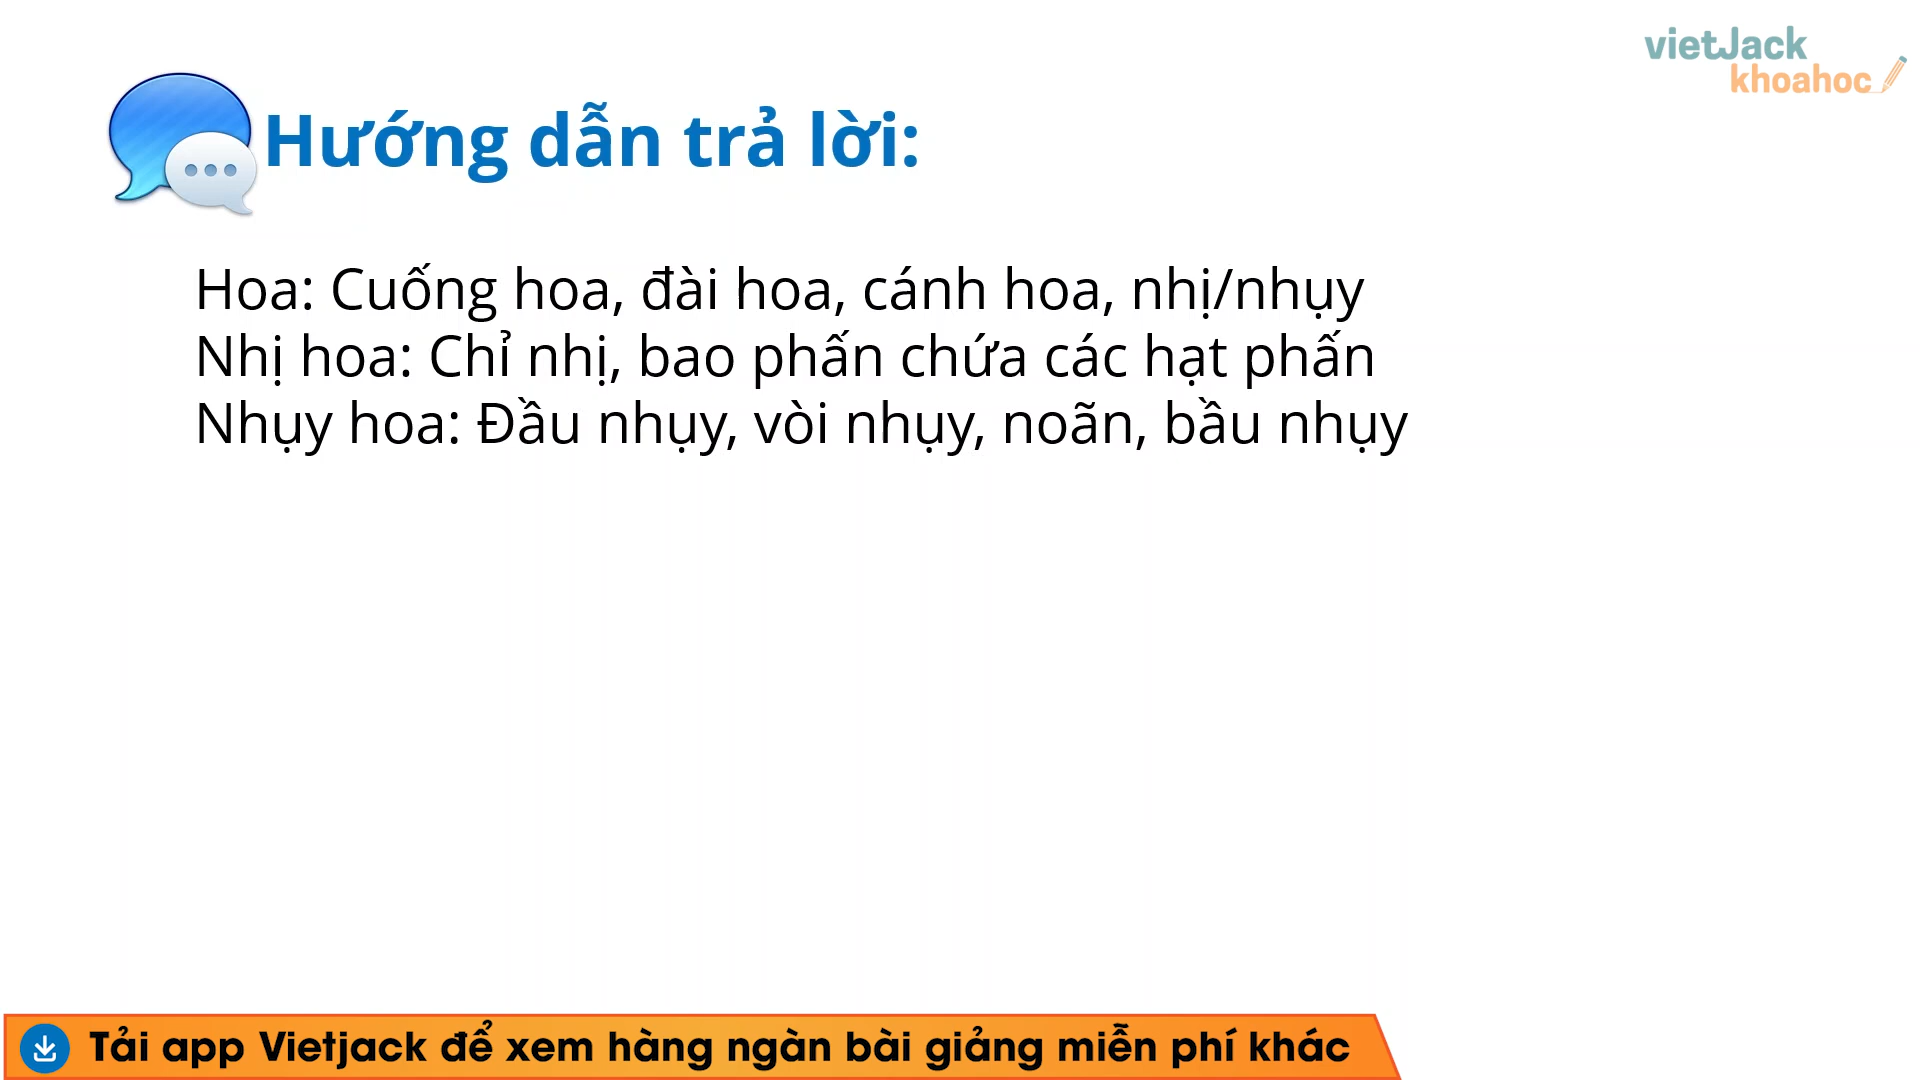 vietJack
khoahoc
Hướng dẫn trả lời:
Hoa: Cuống hoa, đài hoa, cánh hoa, nhị/nhụy
Nhị hoa: Chỉ nhị, bao phấn chứa các hạt phấn
Nhụy hoa: Đầu nhụy, vòi nhụy, noãn, bầu nhụy
Tải app Vietjack để xem hàng ngàn bài giảng miễn phí khác